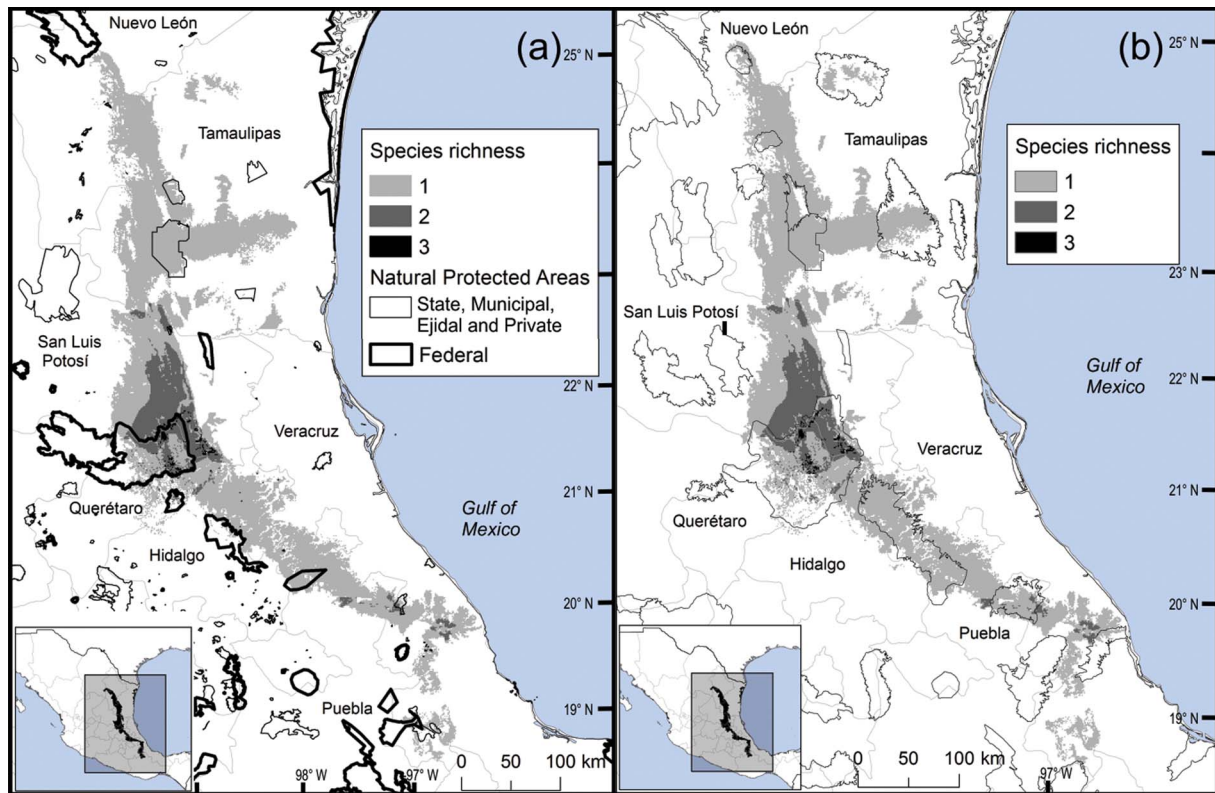 Nuevo León
(a)
25° N
Tamaulipas
Species richness
1
2
3
Natural Protected Areas
State, Municipal,
Ejidal and Private
Federal
San Luis
Potosí
22° N
Veracruz
21° N
Querétaro
Gulf of
Mexico
Hidalgo
20° N
Puebla
19° N
0 50 100 km
98° W
97° W
Nuevo León
(b)
25° N
Tamaulipas
Species richness
1
2
3
23° N
San Luis Potosí
Gulf of
Mexico
22° N
Veracruz
21° N
Querétaro
Hidalgo
20° N
Puebla
19° N
0 50 100 km
97° W